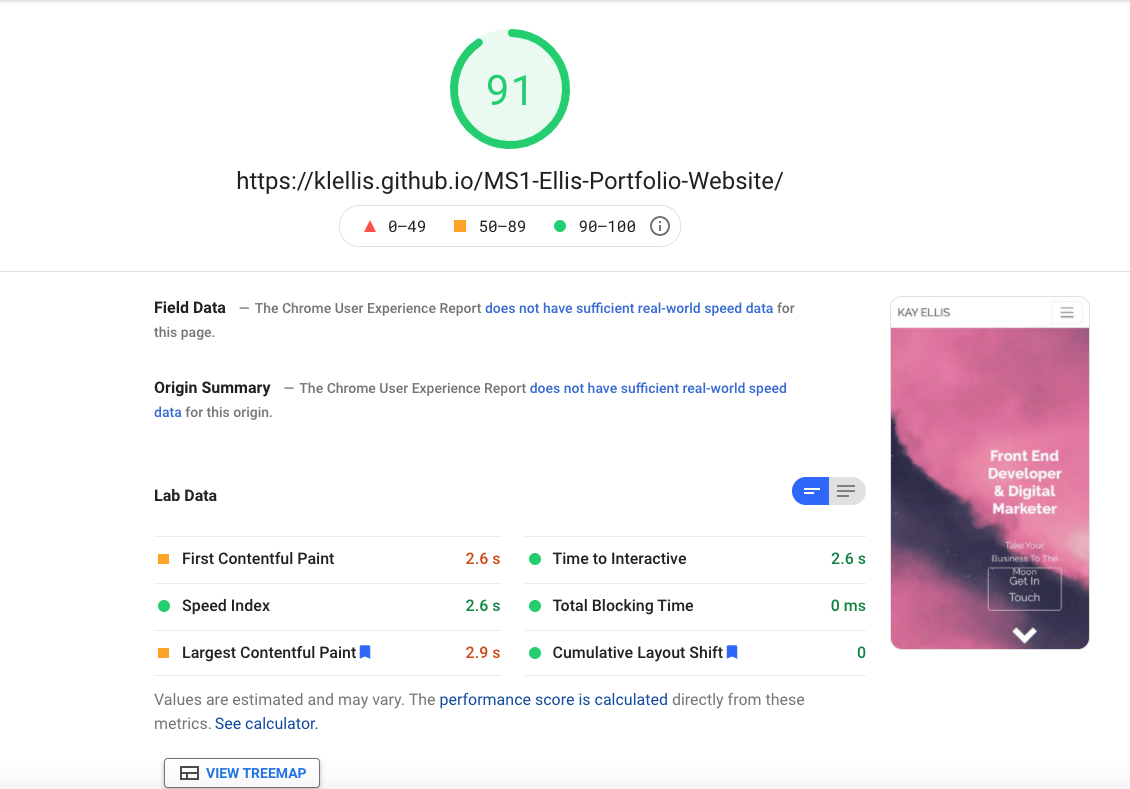 91
https://klellis.github.io/MS1-Ellis-Portfolio-Website/
0–49 50–89 90–100
Field Data — The Chrome User Experience Report does not have sufficient real-world speed data for
this page.
Origin Summary — The Chrome User Experience Report does not have sufficient real-world speed
data for this origin.
Lab Data
First Contentful Paint 2.6 s
Time to Interactive 2.6 s
Speed Index 2.6 s
Total Blocking Time 0 ms
Largest Contentful Paint 2.9 s
Cumulative Layout Shift 0
Values are estimated and may vary. The performance score is calculated directly from these
metrics. See calculator.
VIEW TREEMAP
KAY ELLIS
Front End
Developer
& Digital
Marketer
Take Your
Business To The
Moon
Get In
Touch